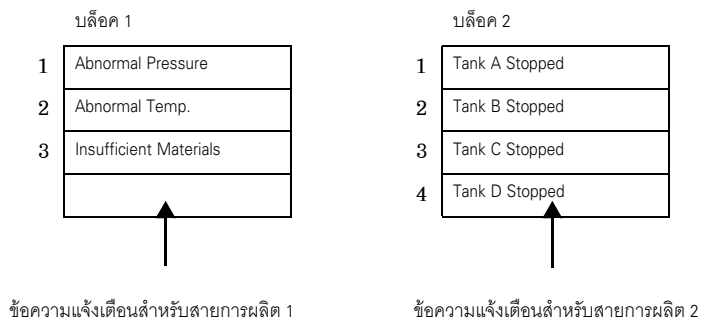 บล็อค 1
1 Abnormal Pressure
2 Abnormal Temp.
3 Insufficient Materials
ข้อความแจ้งเตือนสำหรับสายการผลิต 1
บล็อค 2
1 Tank A Stopped
2 Tank B Stopped
3 Tank C Stopped
4 Tank D Stopped
ข้อความแจ้งเตือนสำหรับสายการผลิต 2